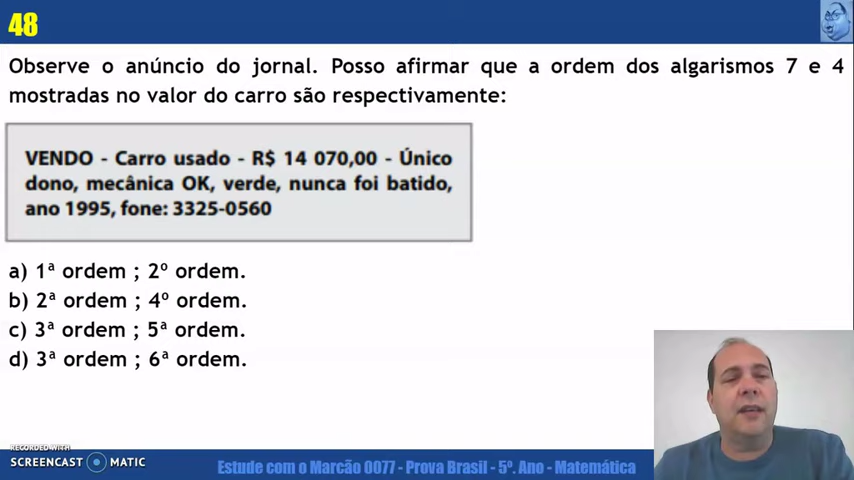 48
Observe o anúncio do jornal. Posso afirmar que a ordem dos algarismos 7 e 4
mostradas no valor do carro são respectivamente:
VENDO - Carro usado - R$ 14 070,00 - Único
dono, mecânica OK, verde, nunca foi batido,
ano 1995, fone: 3325-0560
a) 1ª ordem ; 2º ordem.
b) 2ª ordem ; 4º ordem.
c) 3ª ordem ; 5ª ordem.
d) 3ª ordem ; 6ª ordem.
RECORDED WITH
SCREENCAST MATIC
Estude com o Marcão 0077 - Prova Brasil - 5º. Ano - Matemática